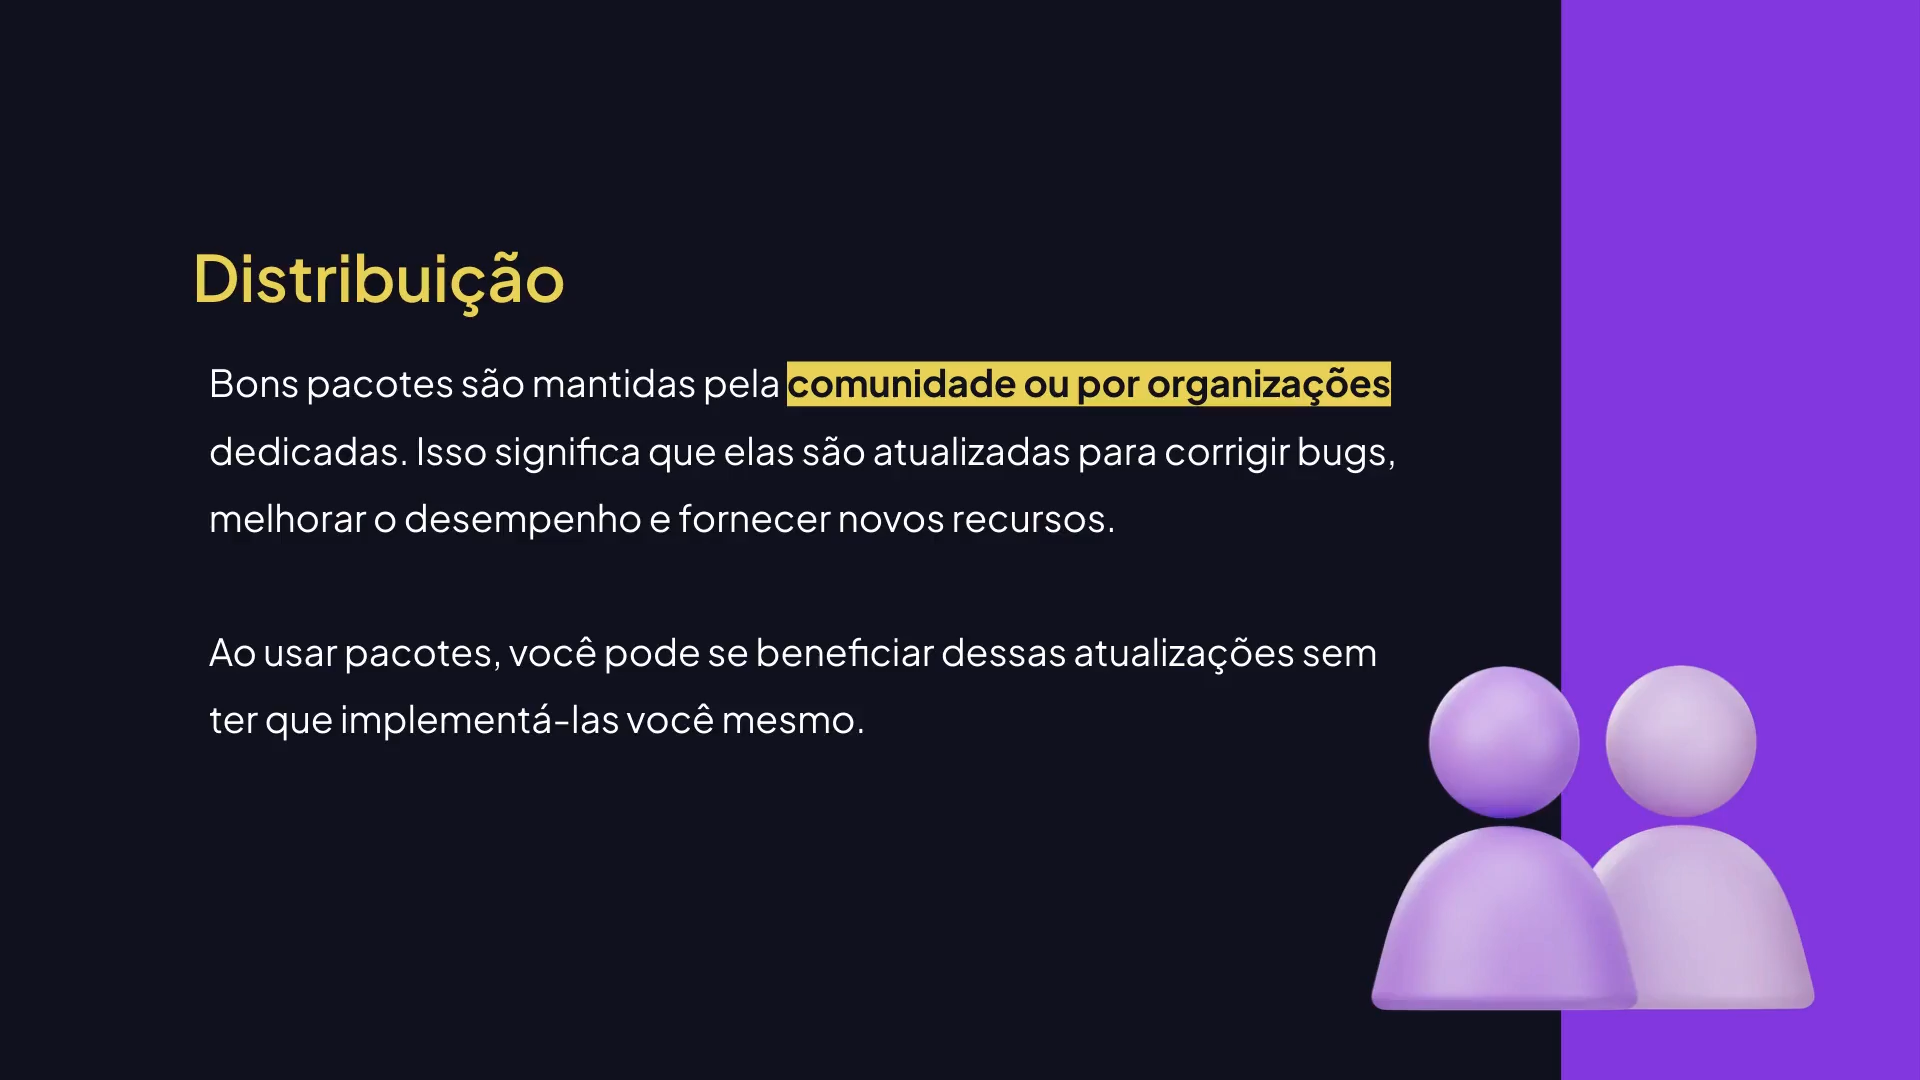 Distribuição
Bons pacotes são mantidas pela comunidade ou por organizações
dedicadas. Isso significa que elas são atualizadas para corrigir bugs,
melhorar o desempenho e fornecer novos recursos.
Ao usar pacotes, você pode se beneficiar dessas atualizações sem
ter que implementá-las você mesmo.